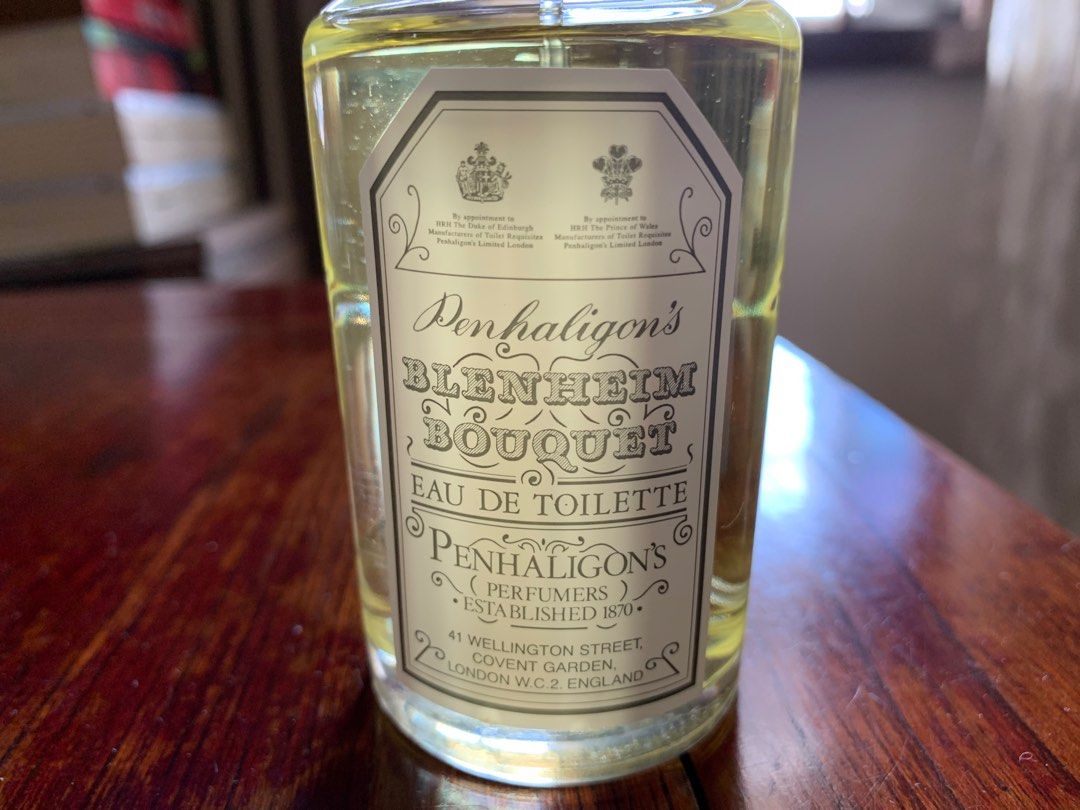 By appointment to
HRH The Duke of Edinburgh
Manufacturers of Toilet Requisites
Penhaligon's Limited London
By appointment to
HRH The Prince of Wales
Manufacturers of Toilet Requisites
Penhaligon's Limited London
Penhaligon's
BLENHEIM
BOUQUET
EAU DE TOILETTE
PENHALIGON'S
( PERFUMERS )
• ESTABLISHED 1870 •
41 WELLINGTON STREET,
COVENT GARDEN,
LONDON W.C.2. ENGLAND